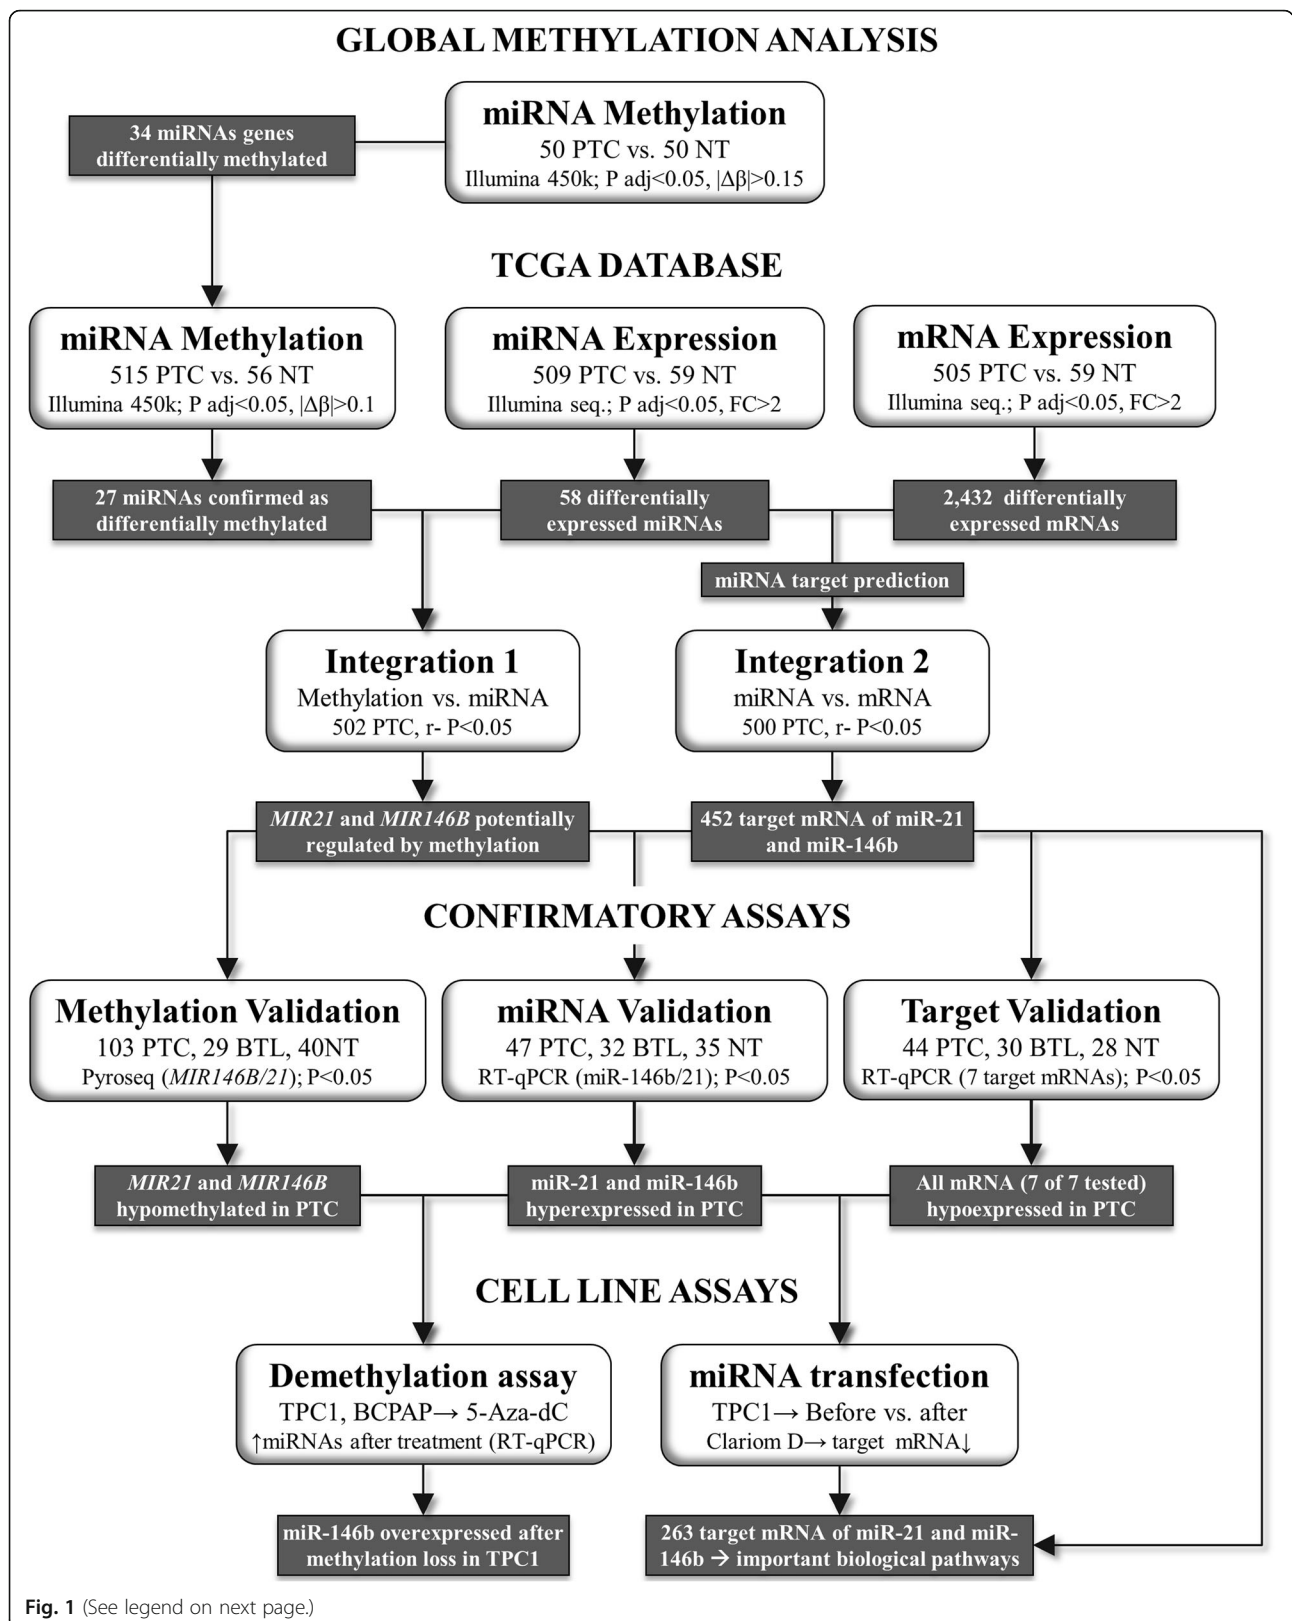 GLOBAL METHYLATION ANALYSIS
34 miRNAs genes
differentially methylated
miRNA Methylation
50 PTC vs. 50 NT
Illumina 450k; P adj<0.05, |Δβ|>0.15
TCGA DATABASE
miRNA Methylation
515 PTC vs. 56 NT
Illumina 450k; P adj<0.05, |Δβ|>0.1
miRNA Expression
509 PTC vs. 59 NT
Illumina seq.; P adj<0.05, FC>2
mRNA Expression
505 PTC vs. 59 NT
Illumina seq.; P adj<0.05, FC>2
27 miRNAs confirmed as
differentially methylated
58 differentially
expressed miRNAs
2,432 differentially
expressed mRNAs
miRNA target prediction
Integration 1
Methylation vs. miRNA
502 PTC, r- P<0.05
Integration 2
miRNA vs. mRNA
500 PTC, r- P<0.05
MIR21 and MIR146B potentially
regulated by methylation
452 target mRNA of miR-21
and miR-146b
CONFIRMATORY ASSAYS
Methylation Validation
103 PTC, 29 BTL, 40NT
Pyroseq (MIR146B/21); P<0.05
miRNA Validation
47 PTC, 32 BTL, 35 NT
RT-qPCR (miR-146b/21); P<0.05
Target Validation
44 PTC, 30 BTL, 28 NT
RT-qPCR (7 target mRNAs); P<0.05
MIR21 and MIR146B
hypomethylated in PTC
miR-21 and miR-146b
hyperexpressed in PTC
All mRNA (7 of 7 tested)
hypoexpressed in PTC
CELL LINE ASSAYS
Demethylation assay
TPC1, BCPAP→ 5-Aza-dC
↑miRNAs after treatment (RT-qPCR)
miRNA transfection
TPC1→ Before vs. after
Clariom D→ target mRNA↓
miR-146b overexpressed after
methylation loss in TPC1
263 target mRNA of miR-21 and miR-
146b → important biological pathways
Fig. 1 (See legend on next page.)